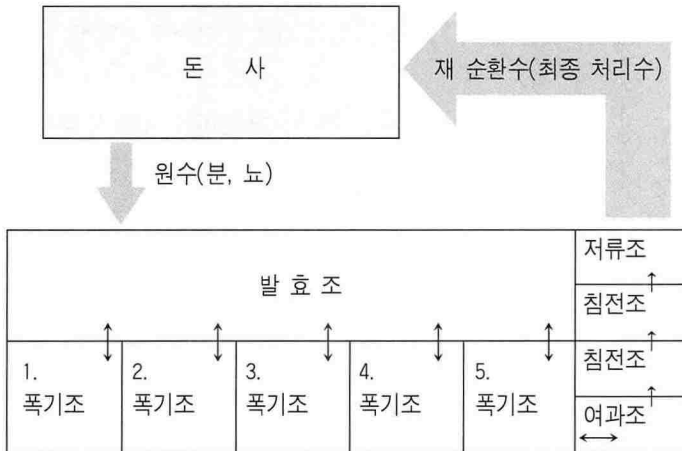 돈 사
재 순환수(최종 처리수)
원수(분, 뇨)
발 효 조
저류조
침전조
침전조
여과조
1.
폭기조
2.
폭기조
3.
폭기조
4.
폭기조
5.
폭기조